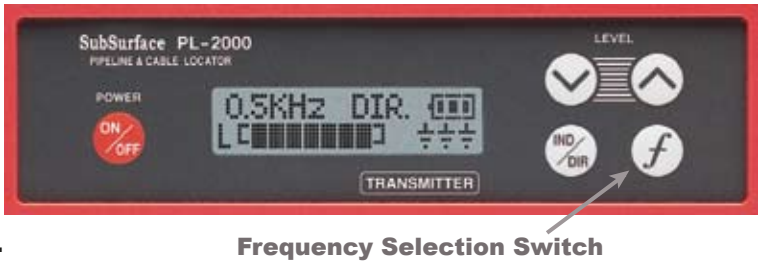 SubSurface PL-2000
PIPELINE & CABLE LOCATOR
LEVEL
POWER
ON/OFF
0.5KHz DIR.
L
IND/DIR
f
TRANSMITTER
Frequency Selection Switch